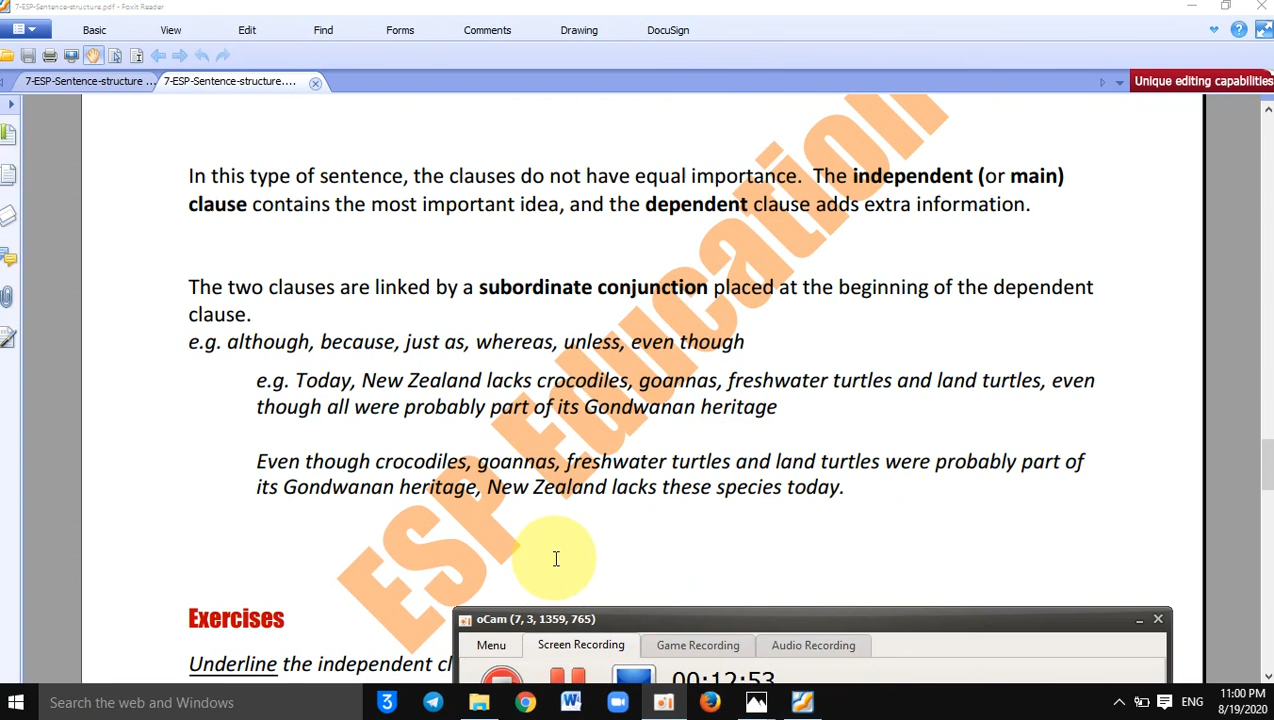 7-ESP-Sentence-structure.pdf - Foxit Reader
Basic View Edit Find Forms Comments Drawing DocuSign
7-ESP-Sentence-structure ... 7-ESP-Sentence-structure.... Unique editing capabilities
In this type of sentence, the clauses do not have equal importance. The independent (or main)
clause contains the most important idea, and the dependent clause adds extra information.
The two clauses are linked by a subordinate conjunction placed at the beginning of the dependent
clause.
e.g. although, because, just as, whereas, unless, even though
e.g. Today, New Zealand lacks crocodiles, goannas, freshwater turtles and land turtles, even
though all were probably part of its Gondwanan heritage
Even though crocodiles, goannas, freshwater turtles and land turtles were probably part of
its Gondwanan heritage, New Zealand lacks these species today.
ESP Education
Exercises
Underline the independent cl
oCam (7, 3, 1359, 765)
Menu Screen Recording Game Recording Audio Recording
00:12:53
Search the web and Windows
ENG
11:00 PM
8/19/2020